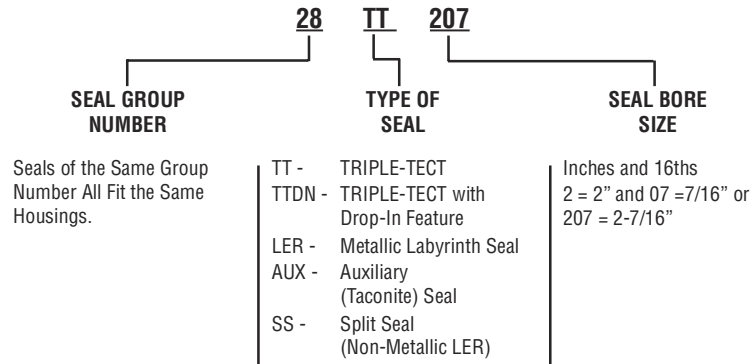 28 TT 207
SEAL GROUP
NUMBER
Seals of the Same Group
Number All Fit the Same
Housings.
TYPE OF
SEAL
TT - TRIPLE-TECT
TTDN - TRIPLE-TECT with
Drop-In Feature
LER - Metallic Labyrinth Seal
AUX - Auxiliary
(Taconite) Seal
SS - Split Seal
(Non-Metallic LER)
SEAL BORE
SIZE
Inches and 16ths
2 = 2” and 07 =7/16” or
207 = 2-7/16”